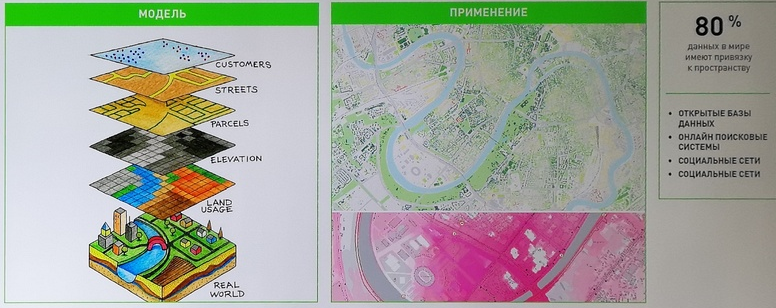 МОДЕЛЬ
CUSTOMERS
STREETS
PARCELS
ELEVATION
LAND
USAGE
REAL
WORLD
ПРИМЕНЕНИЕ
80 %
данных в мире
имеют привязку
к пространству
• ОТКРЫТЫЕ БАЗЫ
ДАННЫХ
• ОНЛАЙН ПОИСКОВЫЕ
СИСТЕМЫ
• СОЦИАЛЬНЫЕ СЕТИ
• СОЦИАЛЬНЫЕ СЕТИ